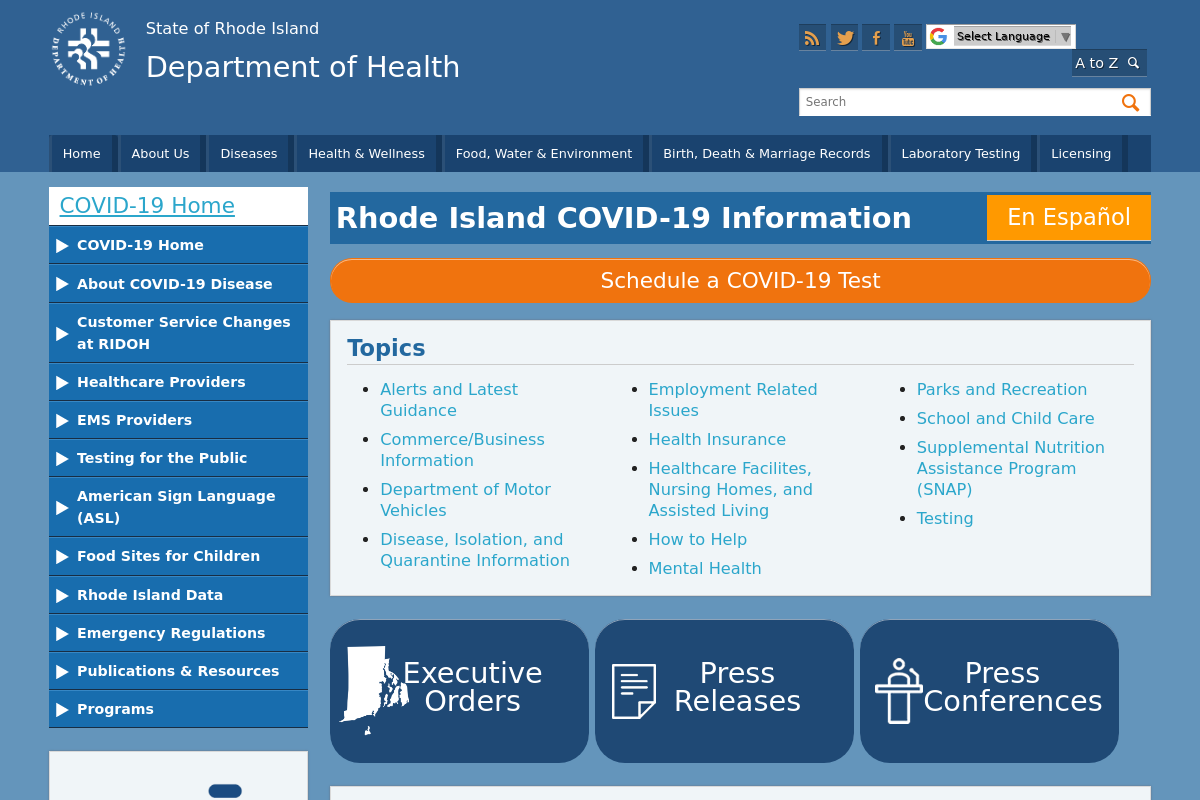 RHODE ISLAND
DEPARTMENT OF HEALTH
State of Rhode Island
Department of Health
You
Tube
Select Language ▼
A to Z
Search
Home
About Us
Diseases
Health & Wellness
Food, Water & Environment
Birth, Death & Marriage Records
Laboratory Testing
Licensing
COVID-19 Home
COVID-19 Home
About COVID-19 Disease
Customer Service Changes
at RIDOH
Healthcare Providers
EMS Providers
Testing for the Public
American Sign Language
(ASL)
Food Sites for Children
Rhode Island Data
Emergency Regulations
Publications & Resources
Programs
Rhode Island COVID-19 Information
En Español
Schedule a COVID-19 Test
Topics
Alerts and Latest
Guidance
Commerce/Business
Information
Department of Motor
Vehicles
Disease, Isolation, and
Quarantine Information
Employment Related
Issues
Health Insurance
Healthcare Facilites,
Nursing Homes, and
Assisted Living
How to Help
Mental Health
Parks and Recreation
School and Child Care
Supplemental Nutrition
Assistance Program
(SNAP)
Testing
Executive
Orders
Press
Releases
Press
Conferences